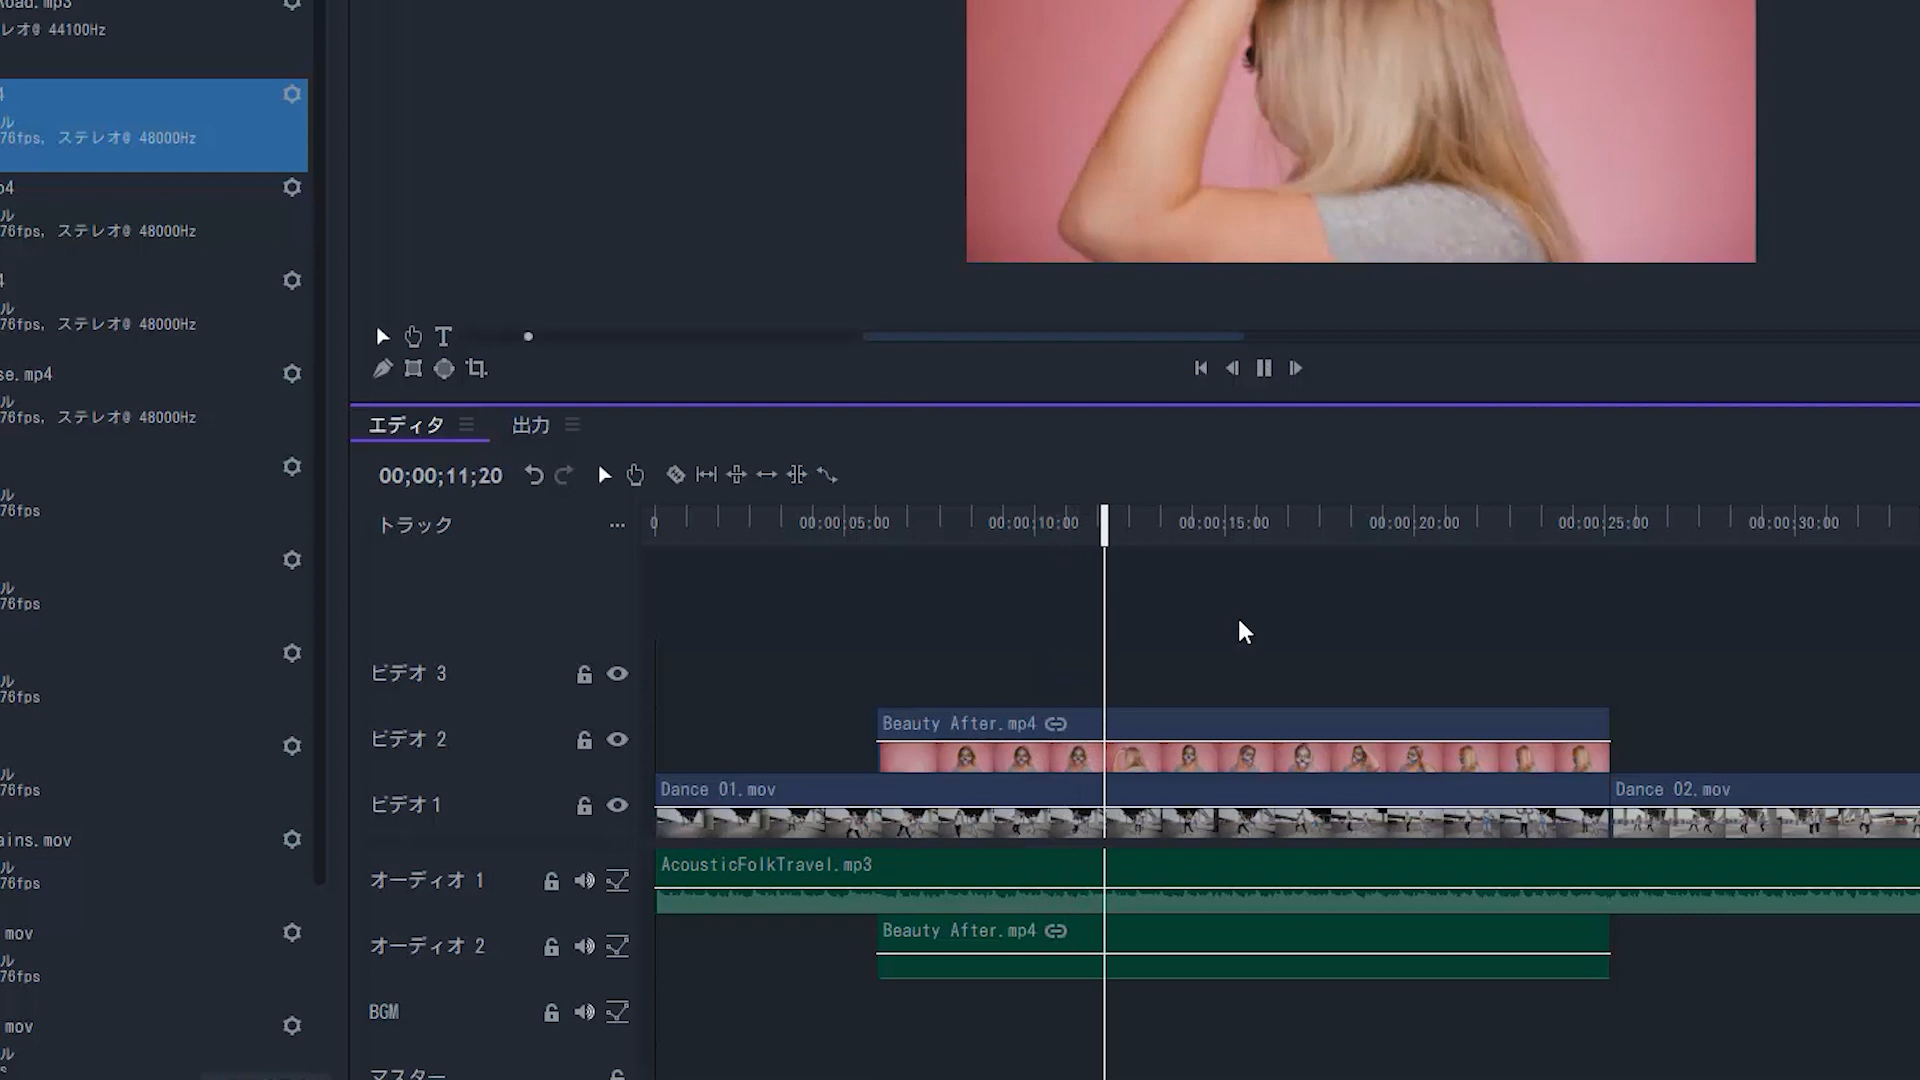 oad.mp3
レオ@ 44100Hz
4
ル
76fps, ステレオ@ 48000Hz
p4
ル
76fps, ステレオ@ 48000Hz
4
ル
76fps, ステレオ@ 48000Hz
se.mp4
ル
76fps, ステレオ@ 48000Hz
ル
76fps
ル
76fps
ル
76fps
ル
76fps
ains.mov
ル
76fps
mov
ル
76fps
mov
ル
エディタ
出力
00;00;11;20
トラック
0
00:00;05:00
00:00;10:00
00:00;15:00
00:00;20:00
00:00;25:00
00:00;30:00
ビデオ 3
ビデオ 2
Beauty After.mp4
ビデオ1
Dance 01.mov
Dance 02.mov
オーディオ 1
AcousticFolkTravel.mp3
オーディオ 2
Beauty After.mp4
BGM
マスター